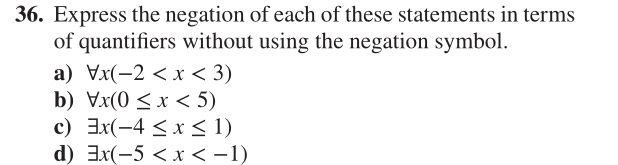 36. Express the negation of each of these statements in terms
of quantifiers without using the negation symbol.
a) ∀x(−2 < x < 3)
b) ∀x(0 ≤ x < 5)
c) ∃x(−4 ≤ x ≤ 1)
d) ∃x(−5 < x < −1)